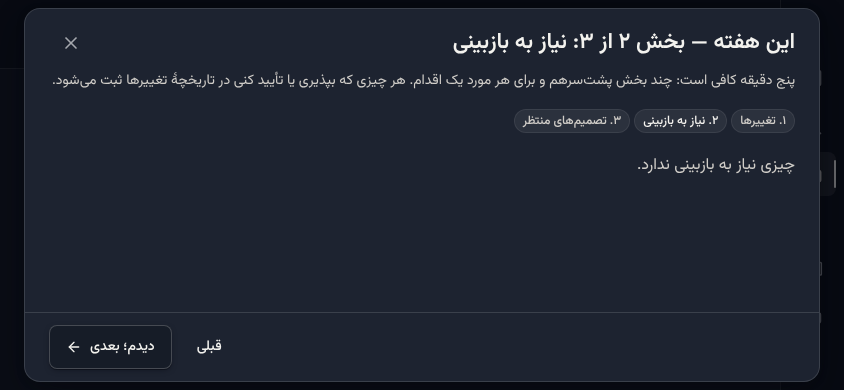 این هفته — بخش ۲ از ۳: نیاز به بازبینی
پنج دقیقه کافی است: چند بخش پشت‌سرهم و برای هر مورد یک اقدام. هر چیزی که بپذیری یا تأیید کنی در تاریخچهٔ تغییرها ثبت می‌شود.
۱. تغییرها
۲. نیاز به بازبینی
۳. تصمیم‌های منتظر
چیزی نیاز به بازبینی ندارد.
قبلی
دیدم؛ بعدی